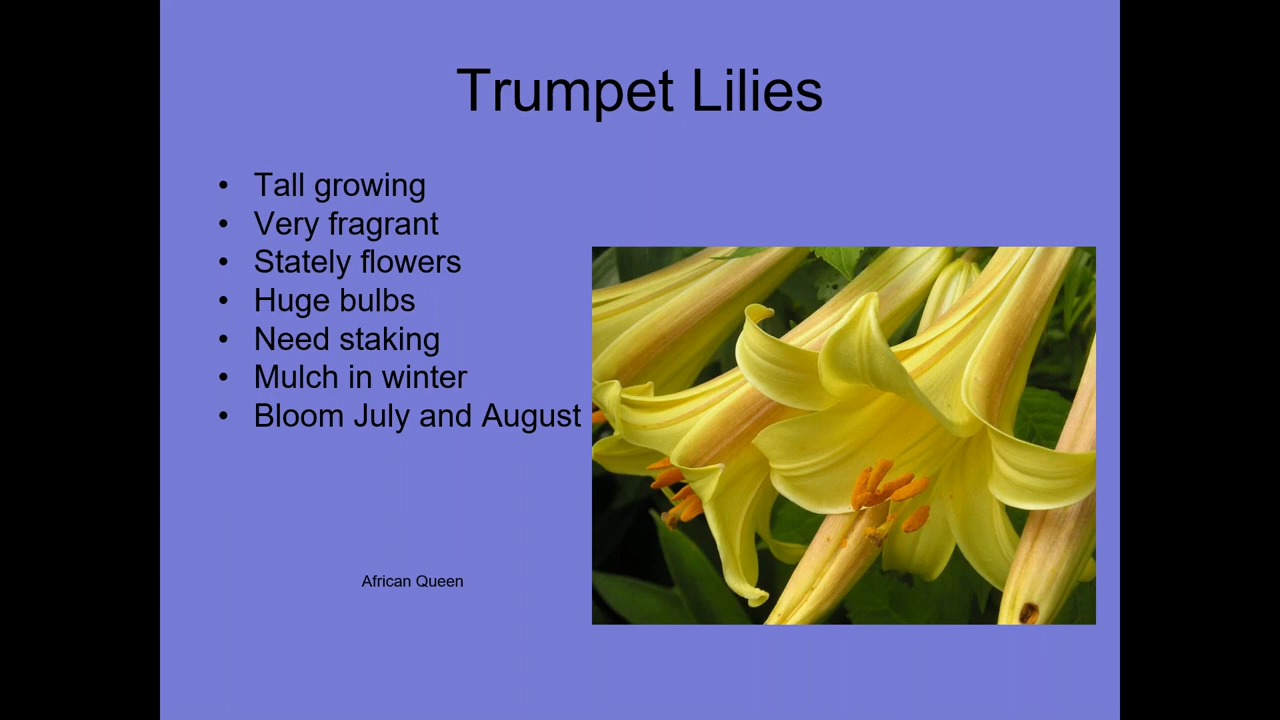 Trumpet Lilies
• Tall growing
• Very fragrant
• Stately flowers
• Huge bulbs
• Need staking
• Mulch in winter
• Bloom July and August
African Queen